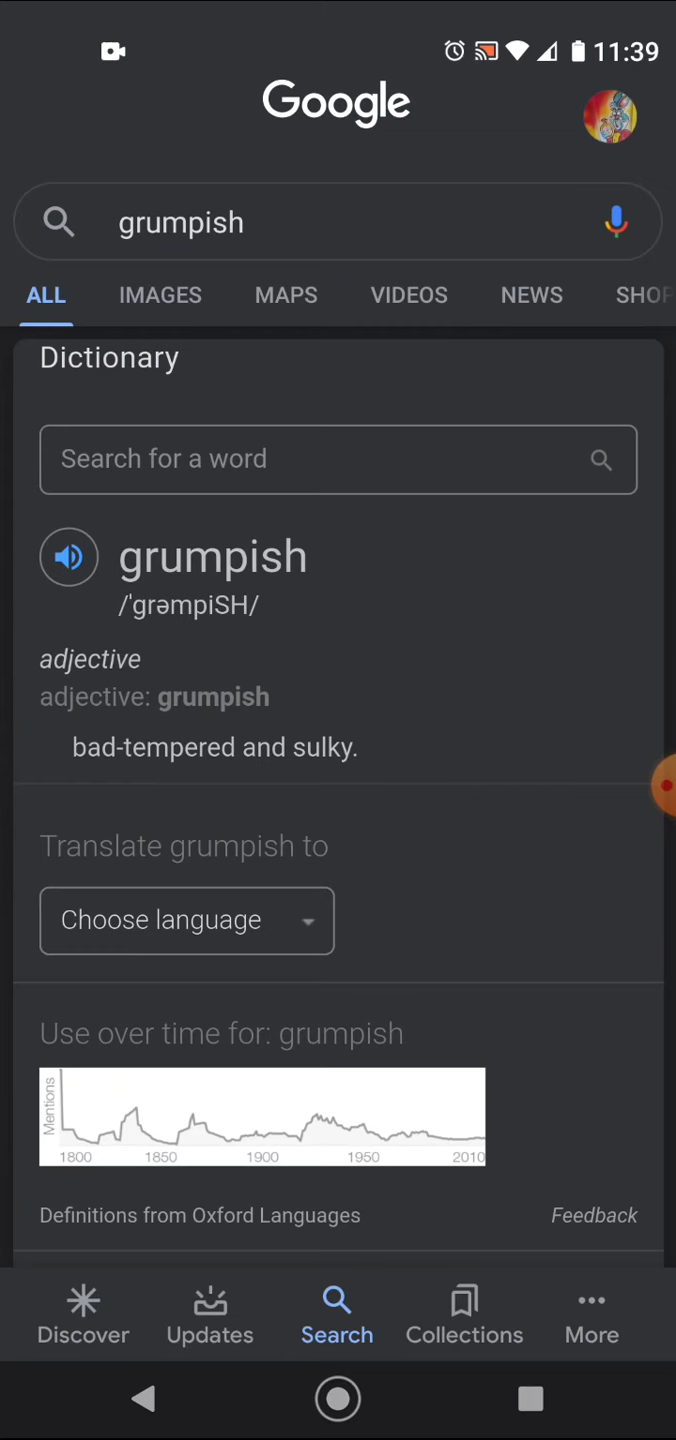 11:39
Google
grumpish
ALL IMAGES MAPS VIDEOS NEWS SHOP
Dictionary
Search for a word
grumpish
/ˈɡrəmpiSH/
adjective
adjective: grumpish
bad-tempered and sulky.
Translate grumpish to
Choose language
Use over time for: grumpish
Mentions
1800 1850 1900 1950 2010
Definitions from Oxford Languages Feedback
Discover Updates Search Collections More